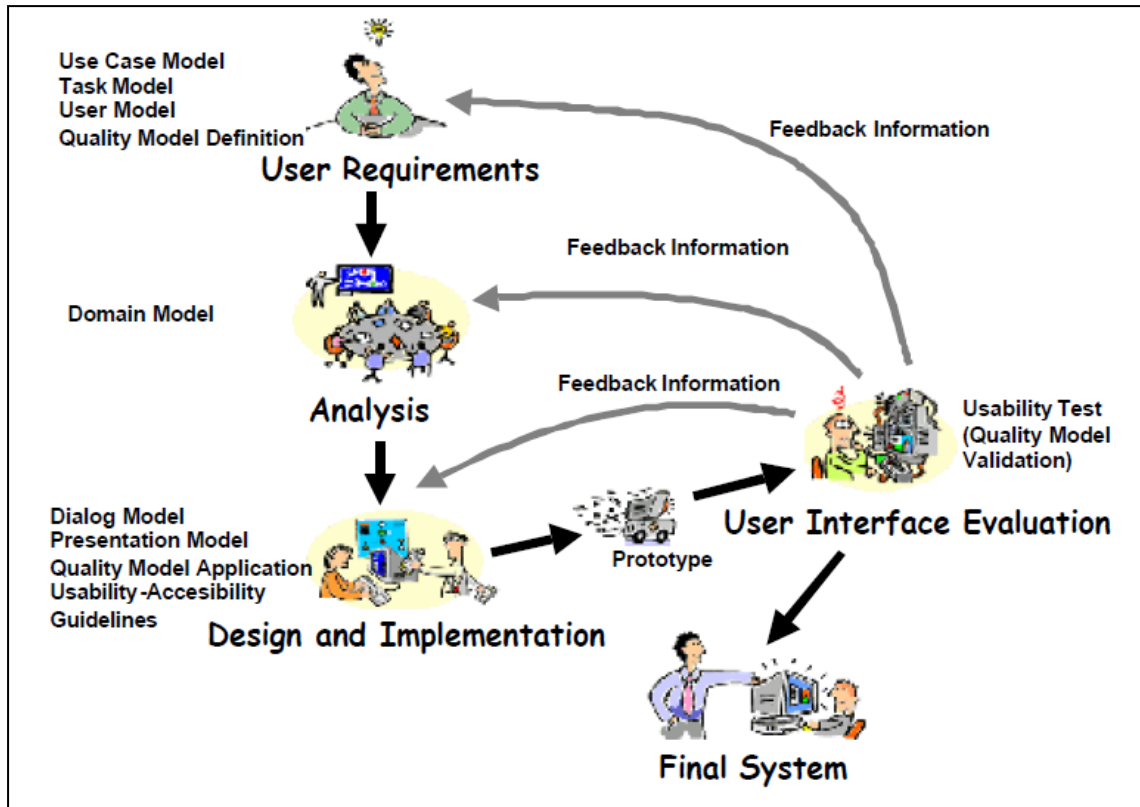 Use Case Model
Task Model
User Model
Quality Model Definition
User Requirements
Feedback Information
Feedback Information
Domain Model
Analysis
Feedback Information
Usability Test
(Quality Model
Validation)
User Interface Evaluation
Prototype
Dialog Model
Presentation Model
Quality Model Application
Usability-Accesibility
Guidelines
Design and Implementation
Final System